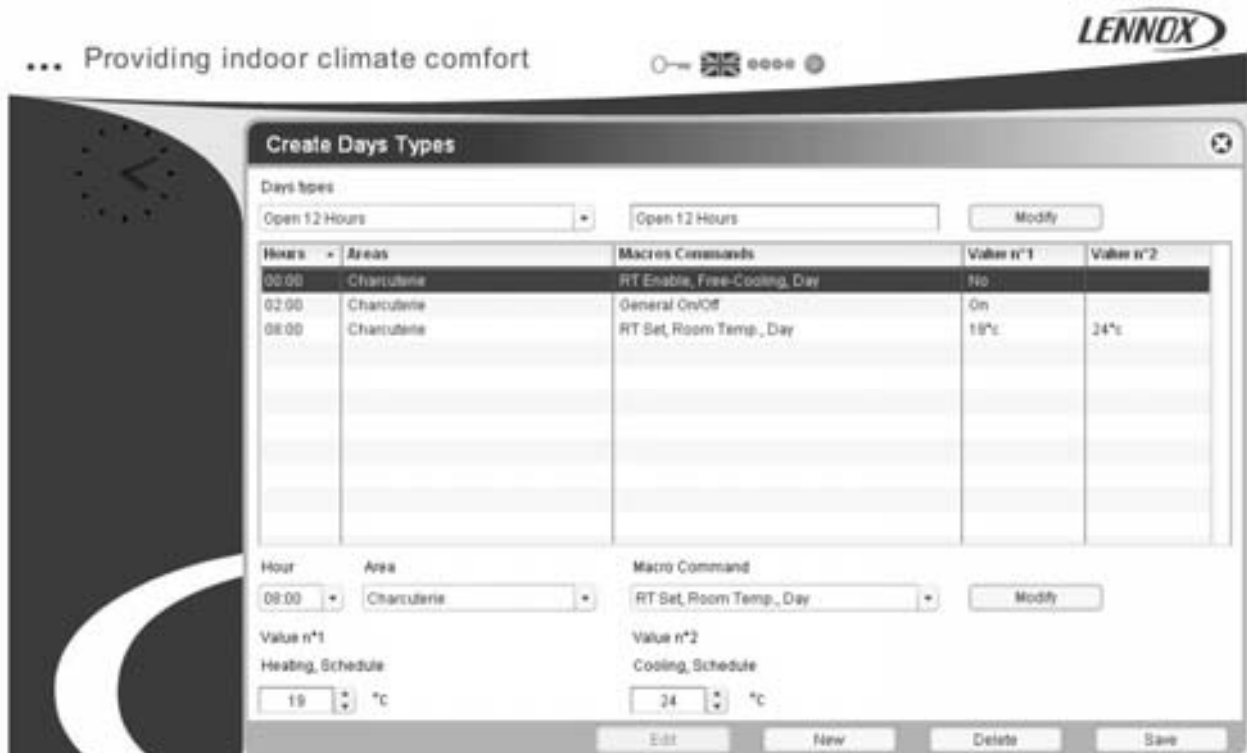 LENNOX
... Providing indoor climate comfort
Create Days Types
Days types
Open 12 Hours Open 12 Hours Modify
Hours Areas Macros Commands Value n°1 Value n°2
00:00 Charcuterie RT Enable, Free-Cooling, Day No
02:00 Charcuterie General On/Off On
08:00 Charcuterie RT Set, Room Temp., Day 19°c 24°c
Hour Area Macro Command
08:00 Charcuterie RT Set, Room Temp., Day Modify
Value n°1 Value n°2
Heating, Schedule Cooling, Schedule
19 °c 24 °c
Edit New Delete Save